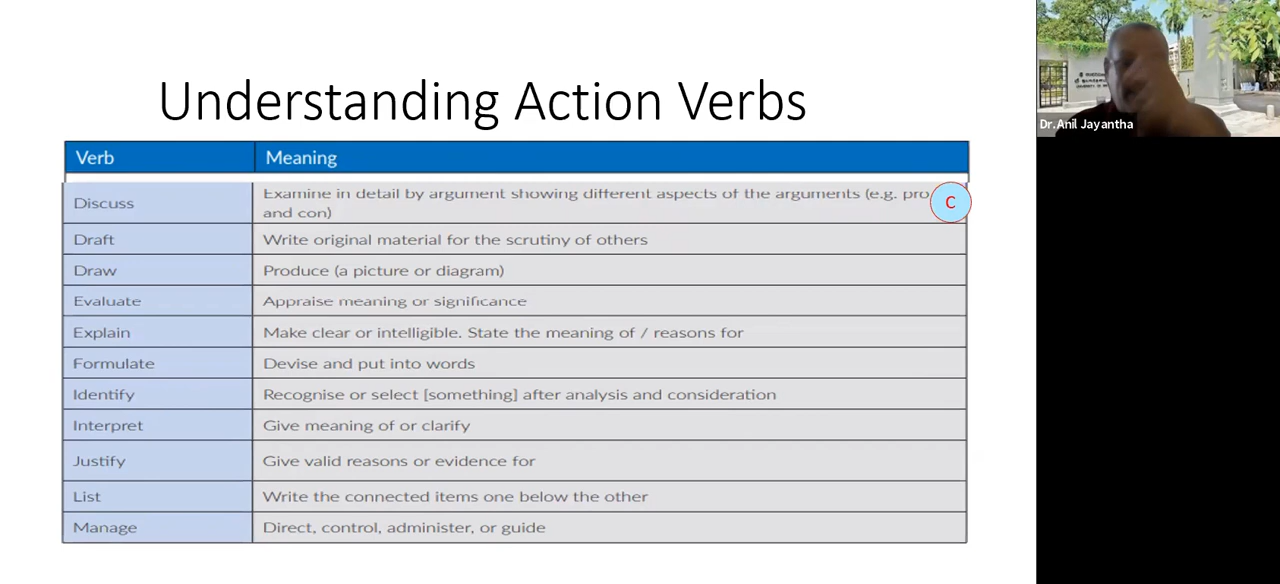 Understanding Action Verbs
Verb Meaning
Discuss Examine in detail by argument showing different aspects of the arguments (e.g. pro
and con)
C
Draft Write original material for the scrutiny of others
Draw Produce (a picture or diagram)
Evaluate Appraise meaning or significance
Explain Make clear or intelligible. State the meaning of / reasons for
Formulate Devise and put into words
Identify Recognise or select [something] after analysis and consideration
Interpret Give meaning of or clarify
Justify Give valid reasons or evidence for
List Write the connected items one below the other
Manage Direct, control, administer, or guide
Dr.Anil Jayantha